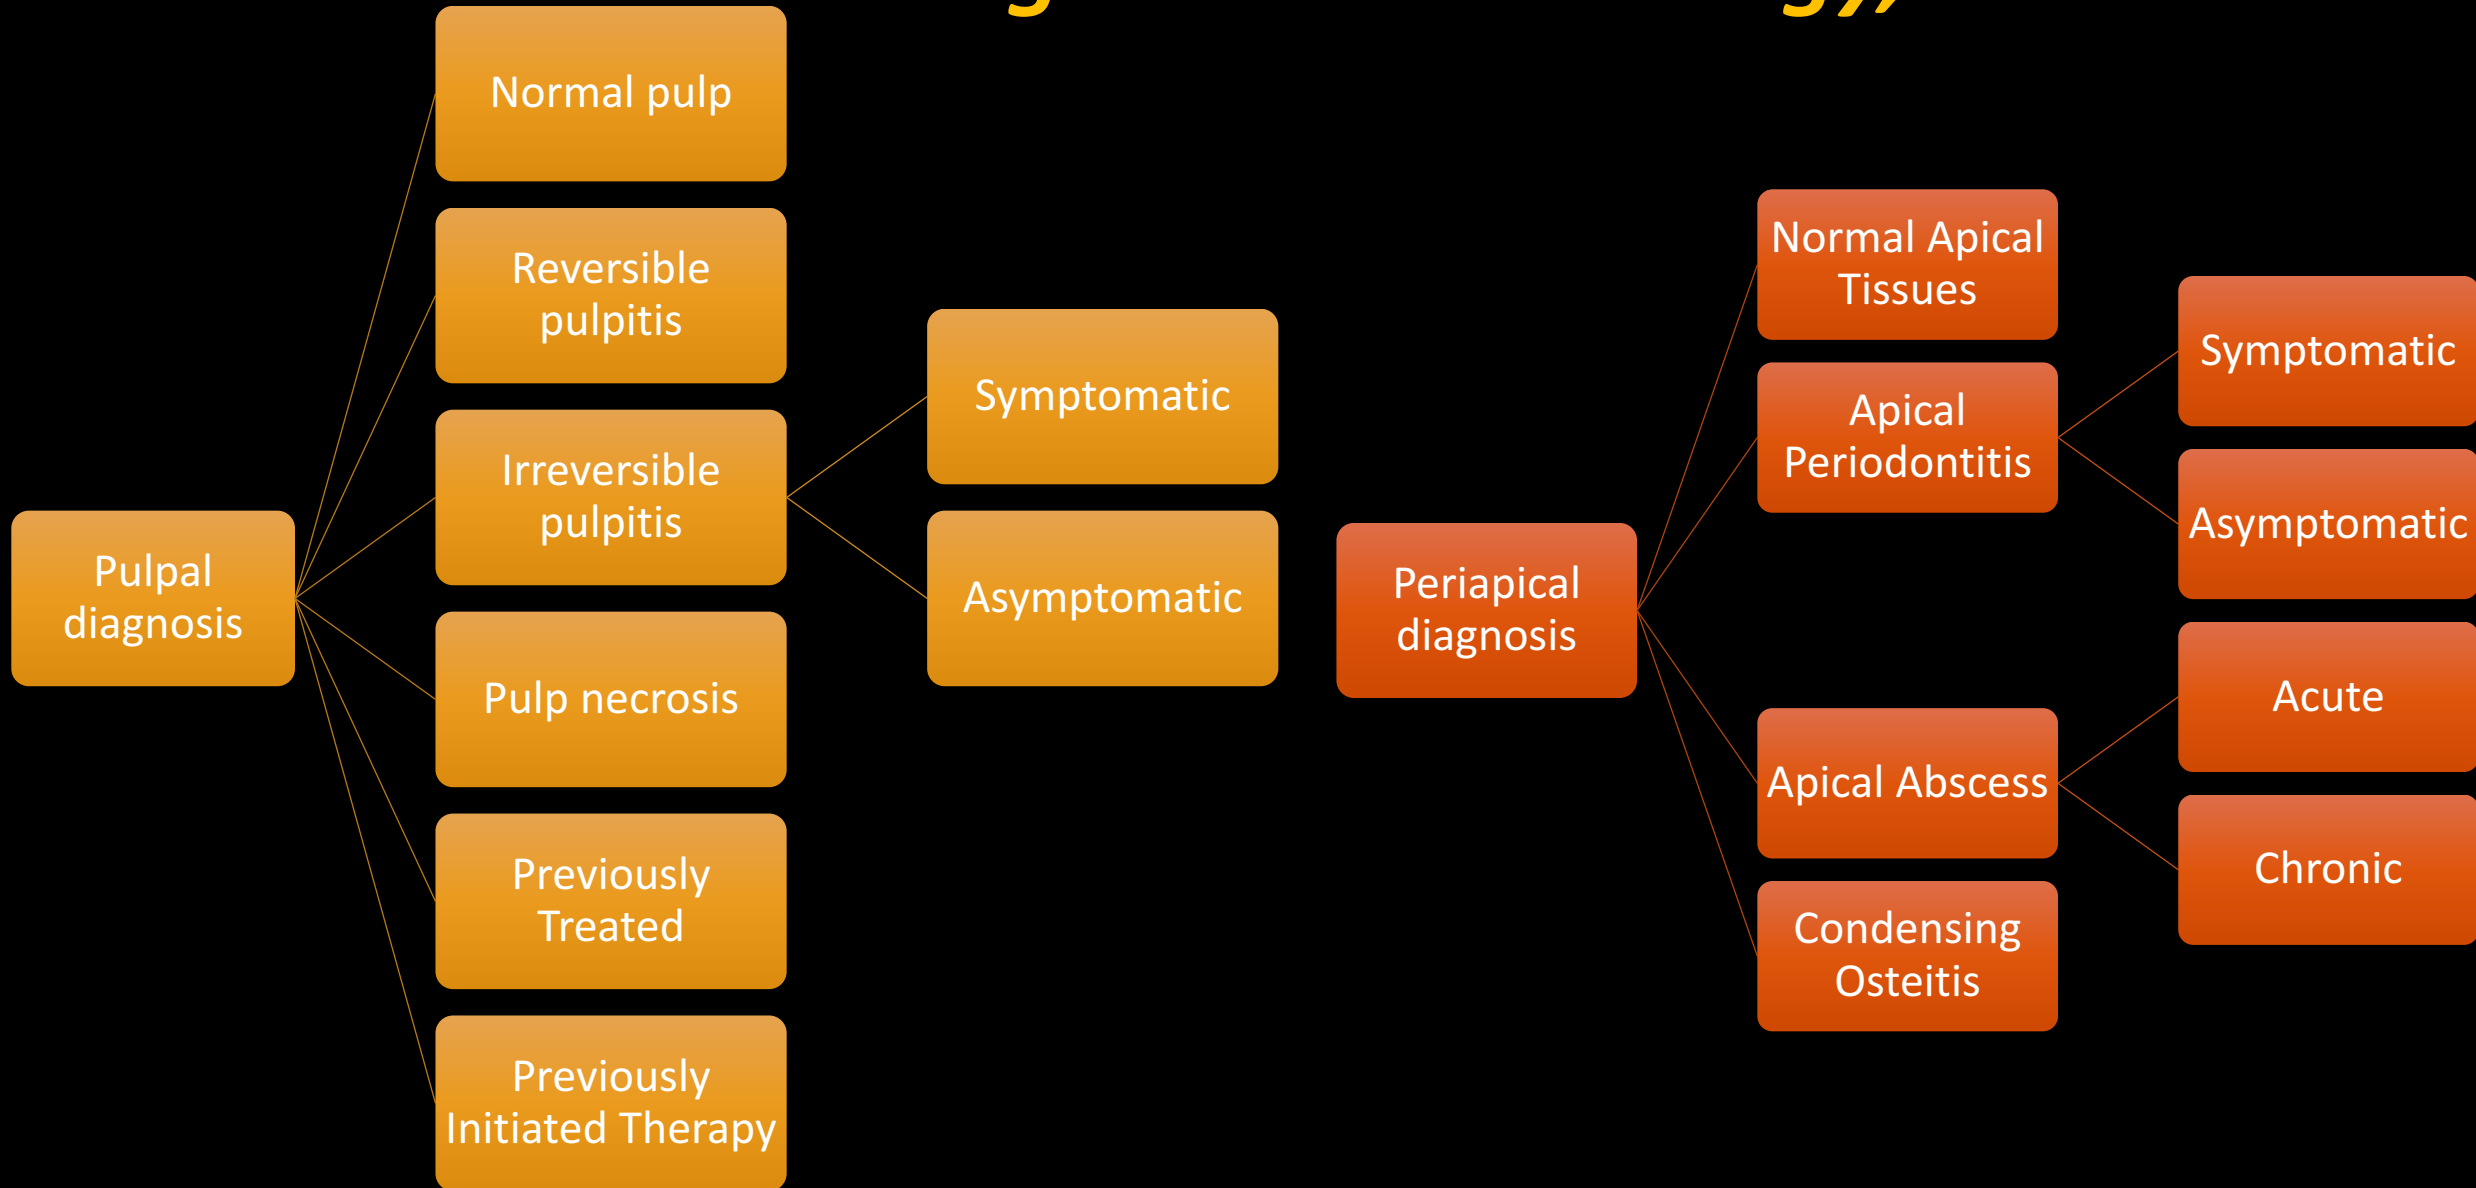 Normal pulp
Reversible
pulpitis
Irreversible
pulpitis
Symptomatic
Asymptomatic
Pulpal
diagnosis
Pulp necrosis
Previously
Treated
Previously
Initiated Therapy
Normal Apical
Tissues
Apical
Periodontitis
Symptomatic
Asymptomatic
Periapical
diagnosis
Apical Abscess
Acute
Chronic
Condensing
Osteitis